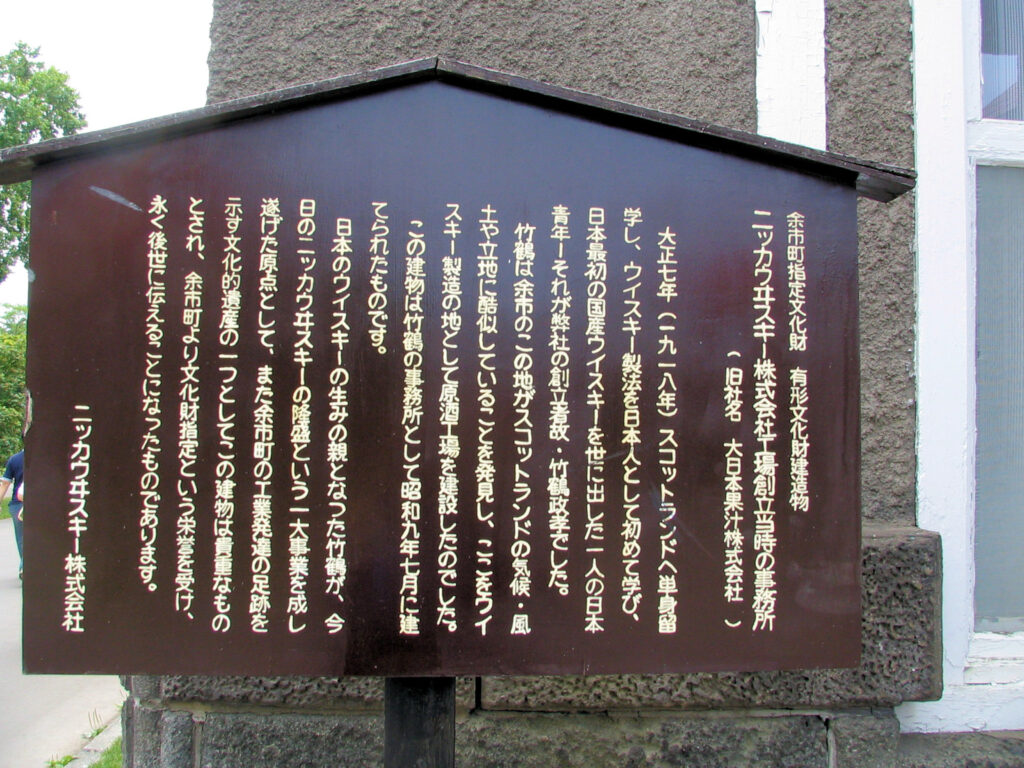 余市町指定文化財 有形文化財建造物
ニッカウヰスキー株式会社工場創立当時の事務所
(旧社名 大日本果汁株式会社)
大正七年(一九一八年)スコットランドへ単身留
学し、ウイスキー製法を日本人として初めて学び、
日本最初の国産ウイスキーを世に出した一人の日本
青年ーそれが弊社の創立者故・竹鶴政孝でした。
竹鶴は余市のこの地がスコットランドの気候・風
土や立地に酷似していることを発見し、ここをウイ
スキー製造の地として原酒工場を建設したのでした。
この建物は竹鶴の事務所として昭和九年七月に建
てられたものです。
日本のウイスキーの生みの親となった竹鶴が、今
日のニッカウヰスキーの隆盛という一大事業を成し
遂げた原点として、また余市町の工業発達の足跡を
示す文化的遺産の一つとしてこの建物は貴重なもの
とされ、余市町より文化財指定という栄誉を受け、
永く後世に伝えることになったものであります。
ニッカウヰスキー株式会社